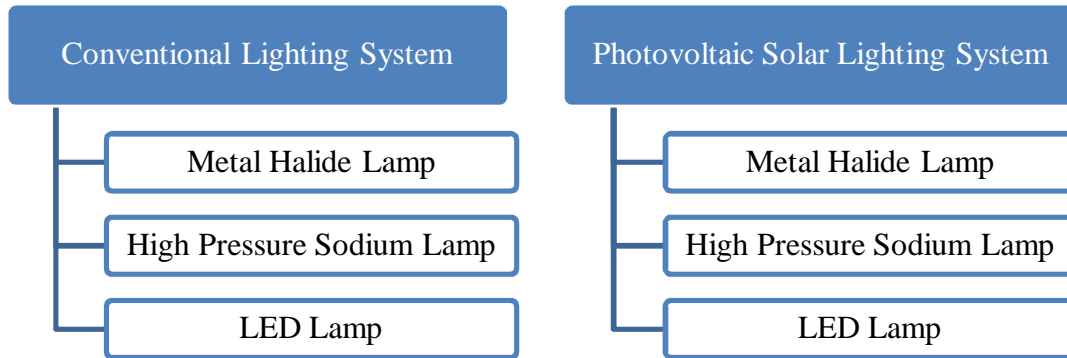 Conventional Lighting System
Metal Halide Lamp
High Pressure Sodium Lamp
LED Lamp
Photovoltaic Solar Lighting System
Metal Halide Lamp
High Pressure Sodium Lamp
LED Lamp